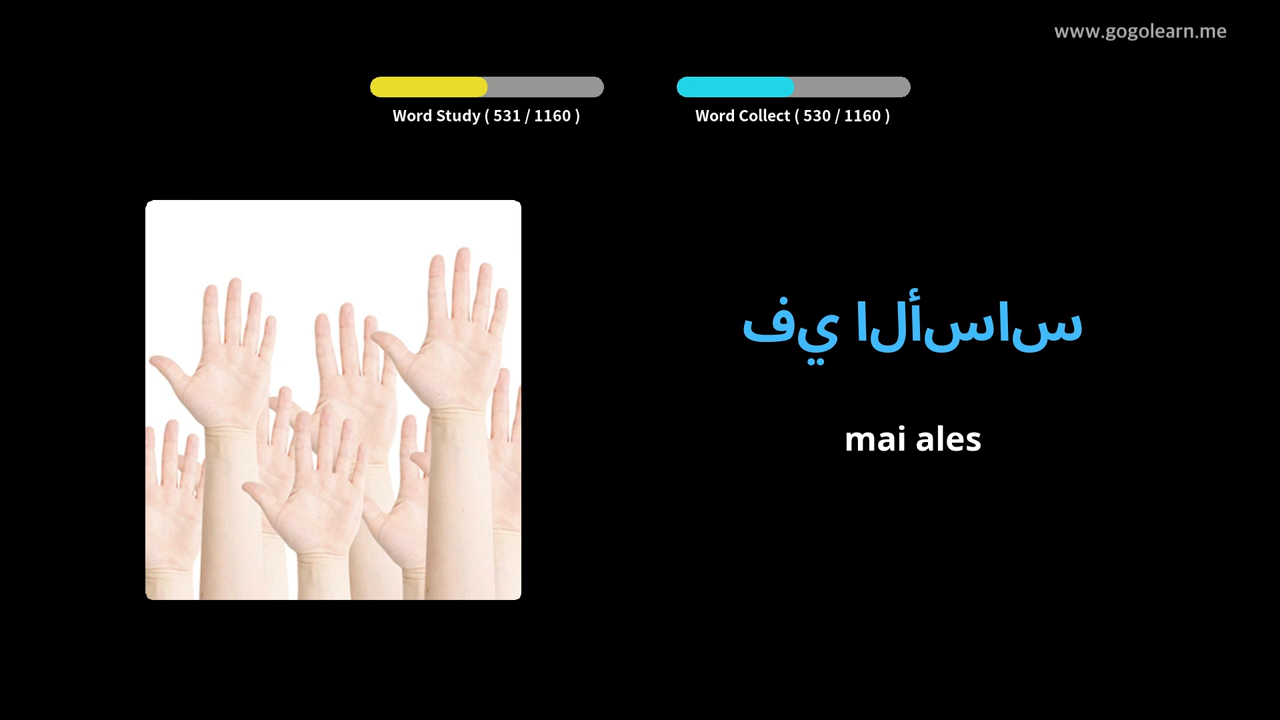 www.gogolearn.me
Word Study ( 531 / 1160 )
Word Collect ( 530 / 1160 )
في الأساس
mai ales